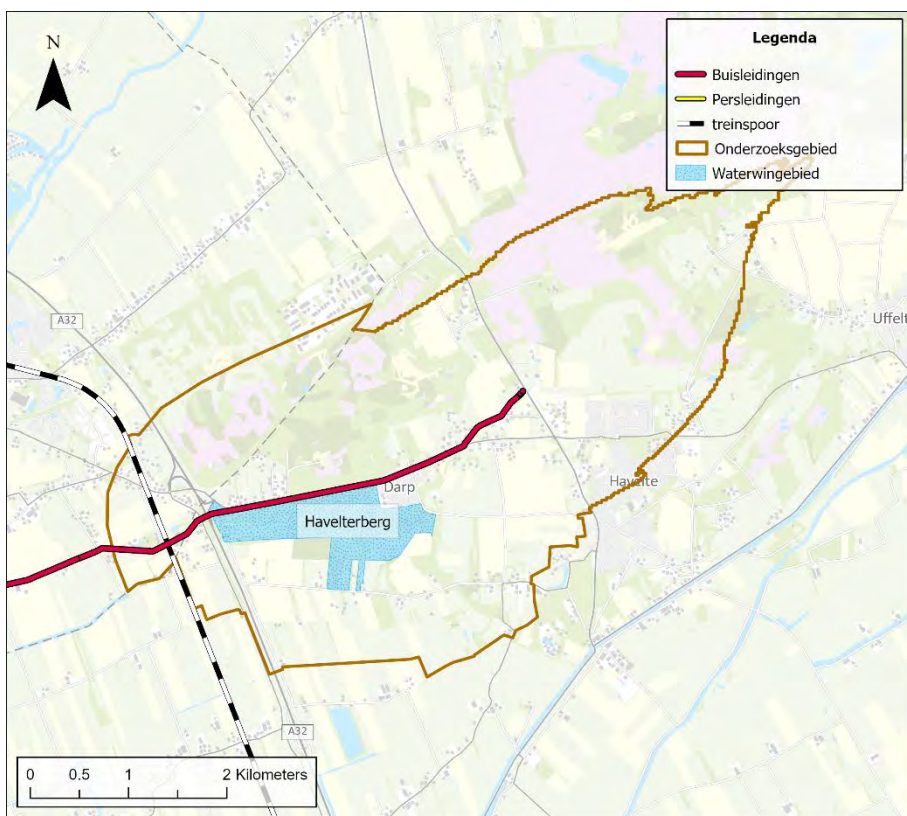 N
Legenda
Buisleidingen
Persleidingen
treinspoor
Onderzoeksgebied
Waterwingebied
A32
Uffelt
Havelte
Darp
Havelterberg
A32
0 0.5 1 2 Kilometers